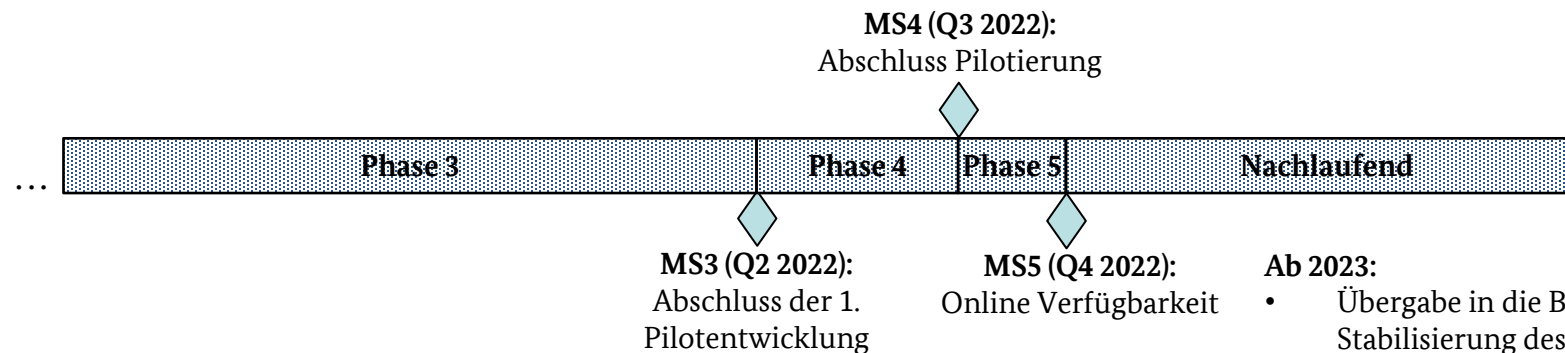 MS4 (Q3 2022):
Abschluss Pilotierung
...
Phase 3
Phase 4
Phase 5
Nachlaufend
MS3 (Q2 2022):
Abschluss der 1.
Pilotentwicklung
MS5 (Q4 2022):
Online Verfügbarkeit
Ab 2023:
• Übergabe in die B
Stabilisierung des